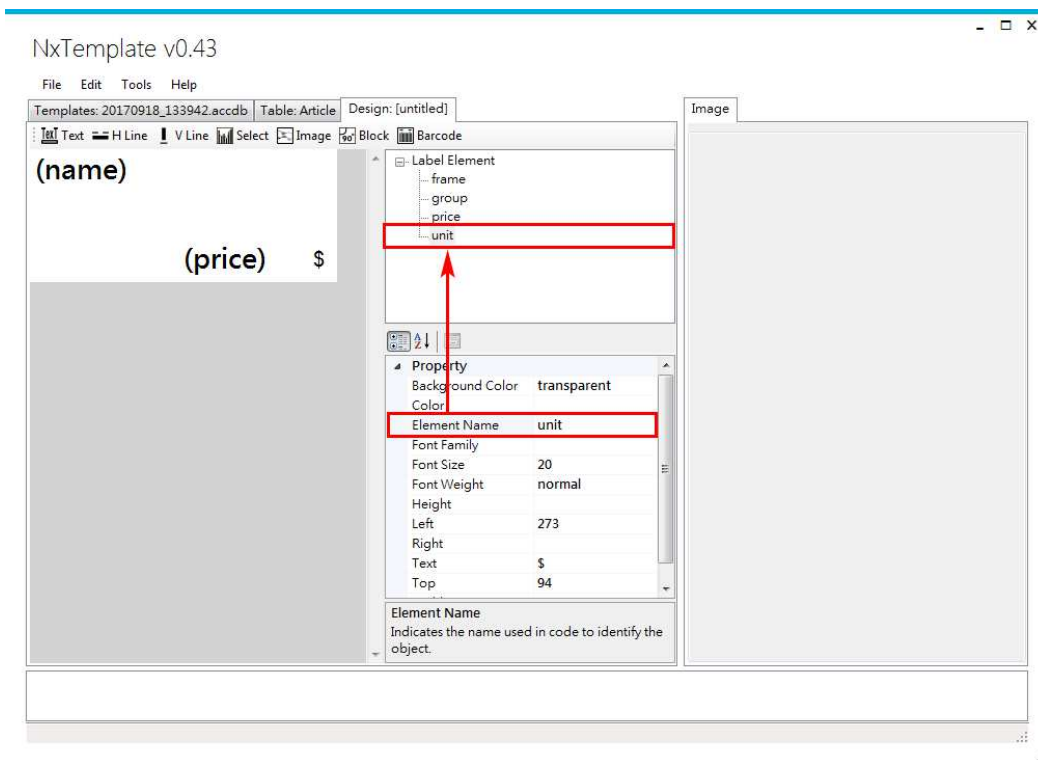 NxTemplate v0.43
File Edit Tools Help
Templates: 20170918_133942.accdb Table: Article Design: [untitled] Image
Text H Line V Line Select Image Block Barcode
(name)
(price) $
Label Element
frame
group
price
unit
Property
Background Color transparent
Color
Element Name unit
Font Family
Font Size 20
Font Weight normal
Height
Left 273
Right
Text $
Top 94
Element Name
Indicates the name used in code to identify the
object.